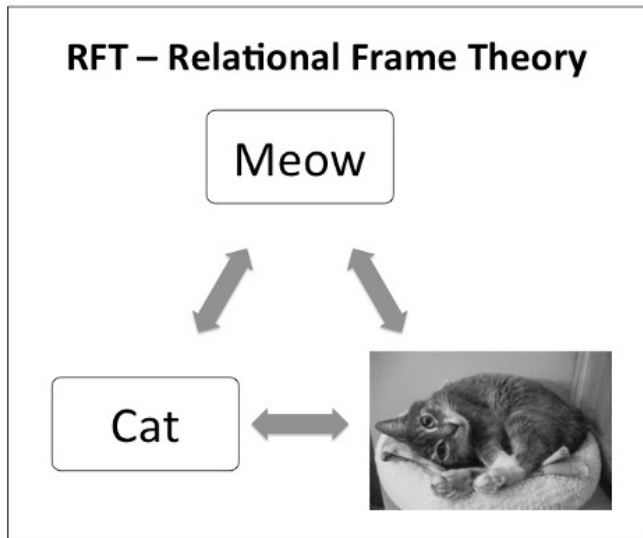 RFT – Relational Frame Theory
Meow
Cat